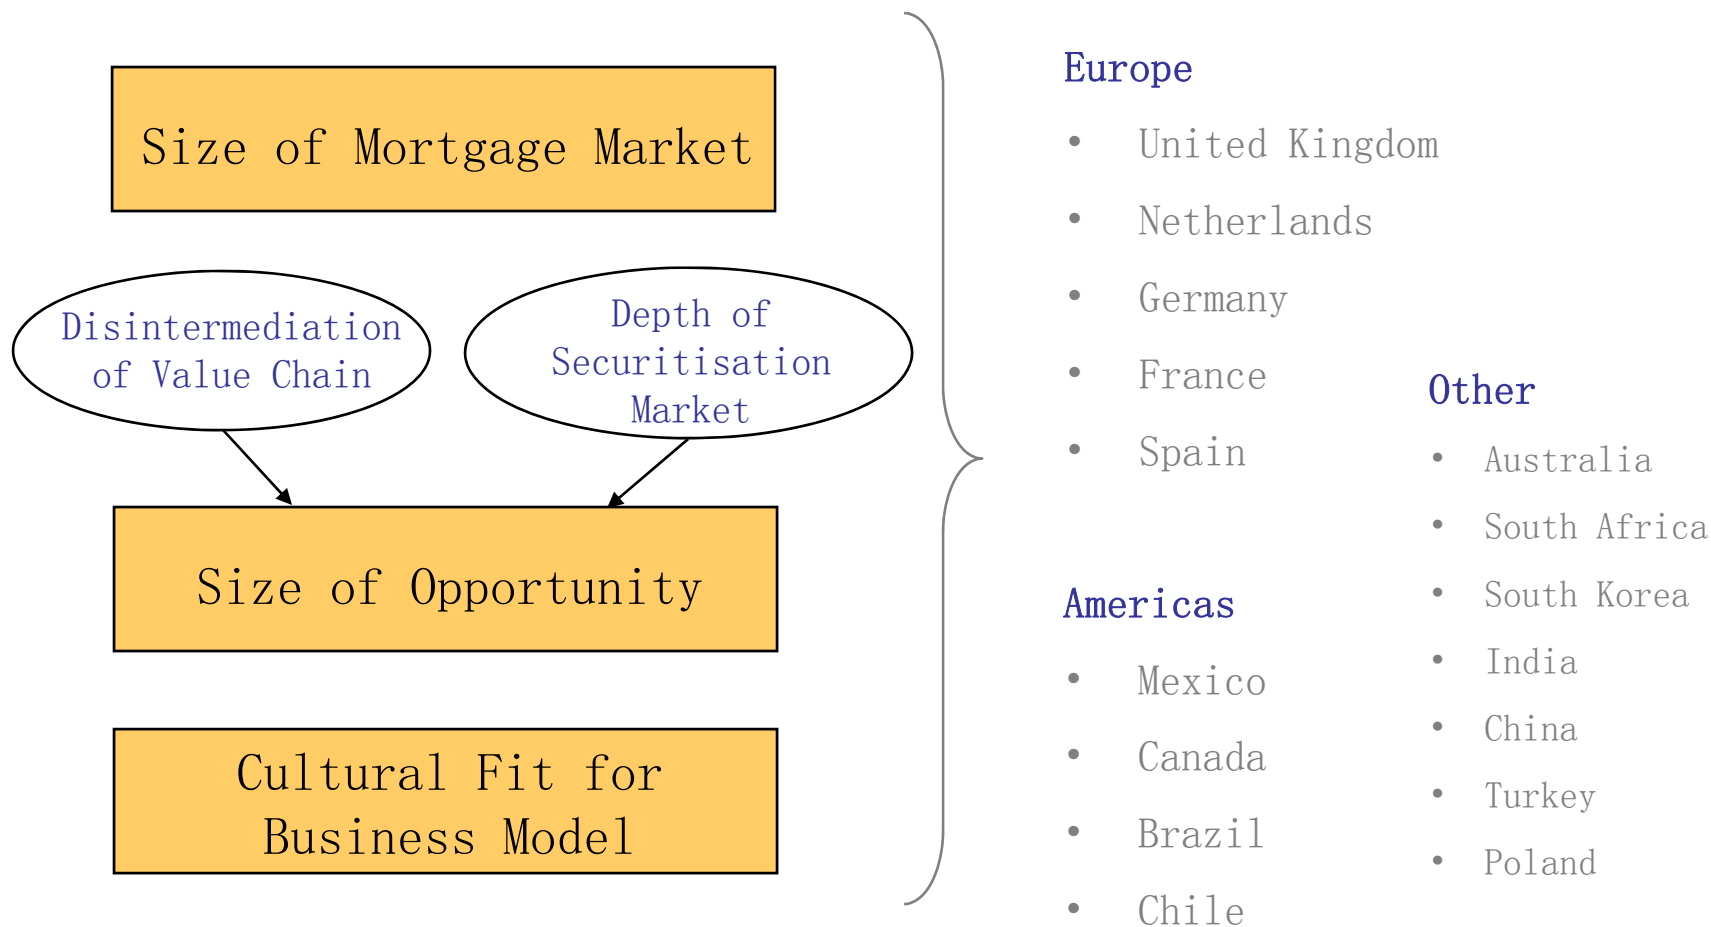 Size of Mortgage Market
Disintermediation
of Value Chain
Depth of
Securitisation
Market
Size of Opportunity
Cultural Fit for
Business Model
Europe
• United Kingdom
• Netherlands
• Germany
• France
• Spain
Americas
• Mexico
• Canada
• Brazil
• Chile
Other
• Australia
• South Africa
• South Korea
• India
• China
• Turkey
• Poland